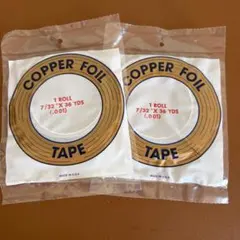 COPPER FOIL
1 ROLL
7/32" X 36 YDS
(.001)
TAPE
COPPER FOIL
1 ROLL
7/32" X 36 YDS
(.001)
TAPE